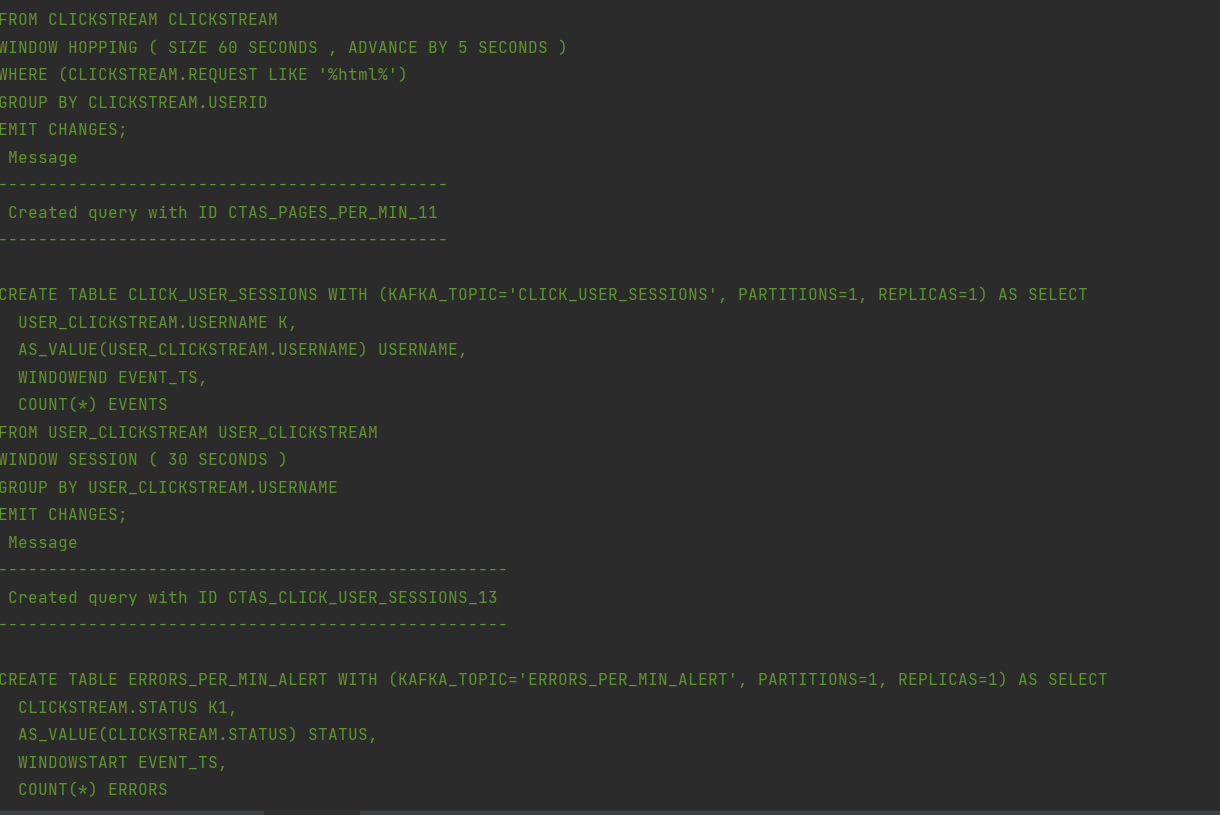 FROM CLICKSTREAM CLICKSTREAM
WINDOW HOPPING ( SIZE 60 SECONDS , ADVANCE BY 5 SECONDS )
WHERE (CLICKSTREAM.REQUEST LIKE '%html%')
GROUP BY CLICKSTREAM.USERID
EMIT CHANGES;
 Message
---------------------------------------------
 Created query with ID CTAS_PAGES_PER_MIN_11
---------------------------------------------

CREATE TABLE CLICK_USER_SESSIONS WITH (KAFKA_TOPIC='CLICK_USER_SESSIONS', PARTITIONS=1, REPLICAS=1) AS SELECT
  USER_CLICKSTREAM.USERNAME K,
  AS_VALUE(USER_CLICKSTREAM.USERNAME) USERNAME,
  WINDOWEND EVENT_TS,
  COUNT(*) EVENTS
FROM USER_CLICKSTREAM USER_CLICKSTREAM
WINDOW SESSION ( 30 SECONDS )
GROUP BY USER_CLICKSTREAM.USERNAME
EMIT CHANGES;
 Message
---------------------------------------------------
 Created query with ID CTAS_CLICK_USER_SESSIONS_13
---------------------------------------------------

CREATE TABLE ERRORS_PER_MIN_ALERT WITH (KAFKA_TOPIC='ERRORS_PER_MIN_ALERT', PARTITIONS=1, REPLICAS=1) AS SELECT
  CLICKSTREAM.STATUS K1,
  AS_VALUE(CLICKSTREAM.STATUS) STATUS,
  WINDOWSTART EVENT_TS,
  COUNT(*) ERRORS